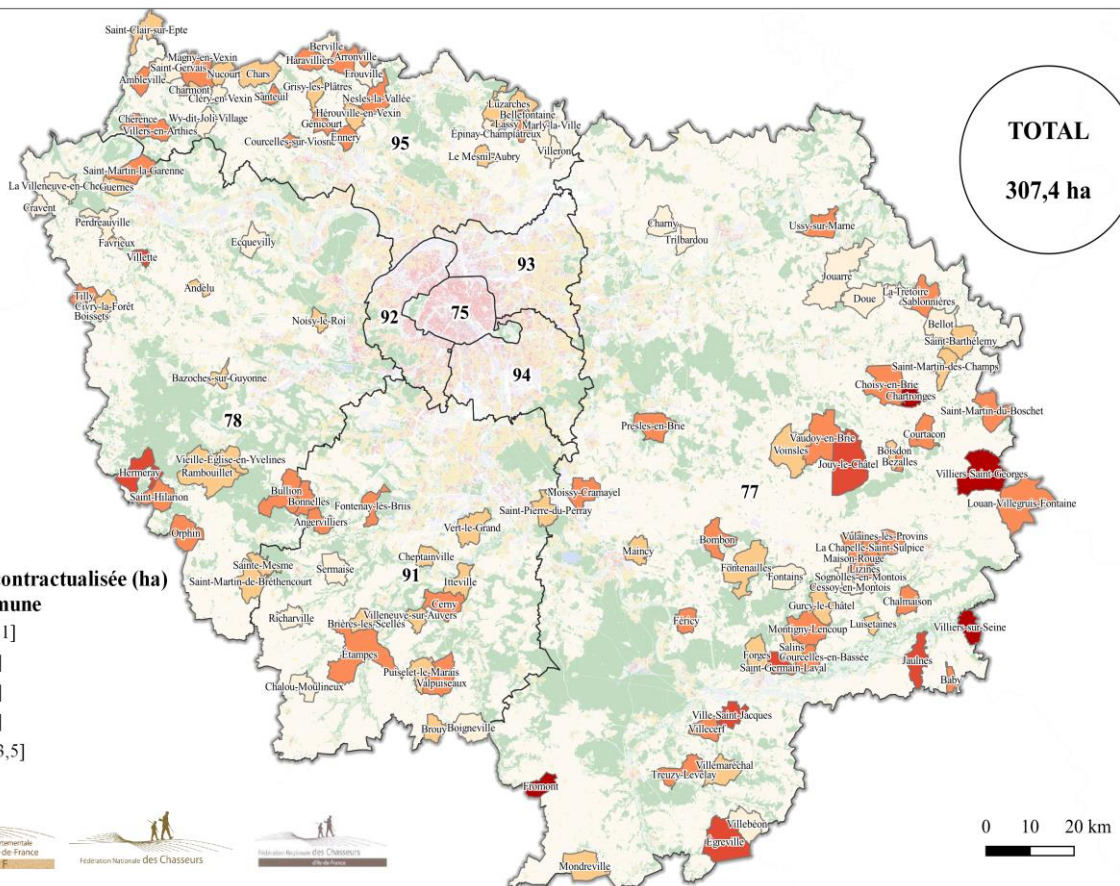 Saint-Clair-sur-Epte
Berville
Magny-en-Vexin
Haravilliers
Arronville
Saint-Gervais
Nucourt
Chars
Frouville
Ambleville
Charmont
Grisy-les-Plâtres
Cléry-en-Vexin
Santeuil
Nesles-la-Vallée
Luzarches
Bellefontaine
Chérence
Wy-dit-Joli-Village
Hérouville-en-Vexin
Lassy
Marly-la-Ville
Villers-en-Arthies
Génicourt
Ennery
Épinay-Champlâtreux
Courcelles-sur-Viosne
95
Villeron
Le Mesnil-Aubry
TOTAL
307,4 ha
Saint-Martin-la-Garenne
La Villeneuve-en-Che
Guernes
Cravent
Perdreauville
Favrieux
Ecquevilly
Villette
Charny
Trilbardou
Ussy-sur-Marne
93
Jouarre
Andelu
La-Trétoire
Sablonnières
Doue
Tilly
Civry-la-Forêt
Boissets
Noisy-le-Roi
92
75
Bellot
Saint-Barthélemy
94
Saint-Martin-des-Champs
Bazoches-sur-Guyonne
Choisy-en-Brie
Chartronges
78
Saint-Martin-du-Boschet
Presles-en-Brie
Vaudoy-en-Brie
Courtacon
Voinsles
Boisdon
Bezalles
Jouy-le-Châtel
Vieille-Eglise-en-Yvelines
Hermeray
Rambouillet
Villiers-Saint-Georges
77
Saint-Hilarion
Bullion
Bonnelles
Fontenay-les-Briis
Moissy-Cramayel
Saint-Pierre-du-Perray
Louan-Villegruis-Fontaine
Angervilliers
Orphin
Vert-le-Grand
Bombon
Vulaines-lès-Provins
La Chapelle-Saint-Sulpice
Maincy
Maison-Rouge
Cheptainville
Sainte-Mesme
Sermaise
Fontenailles
Fontains
Lizines
Sognolles-en-Montois
Cessoy-en-Montois
Saint-Martin-de-Bréthencourt
91
Itteville
contractualisée (ha)
mune
Cerny
Gurcy-le-Châtel
Chalmaison
Richarville
Villeneuve-sur-Auvers
Féricy
Brières-les-Scellés
Montigny-Lencoup
Luisetaines
Villiers-sur-Seine
1]
Salins
]
Étampes
Forges
Courcelles-en-Bassée
Saint-Germain-Laval
Jaulnes
]
Puiselet-le-Marais
Valpuiseaux
Baby
Chalou-Moulineux
]
Ville-Saint-Jacques
3,5]
Brouy
Boigneville
Villecerf
Villemaréchal
Treuzy-Levelay
Fromont
Villebéon
Égreville
Mondreville
0 10 20 km
Fédération Nationale des Chasseurs
Fédération Régionale des Chasseurs
d'Île-de-France